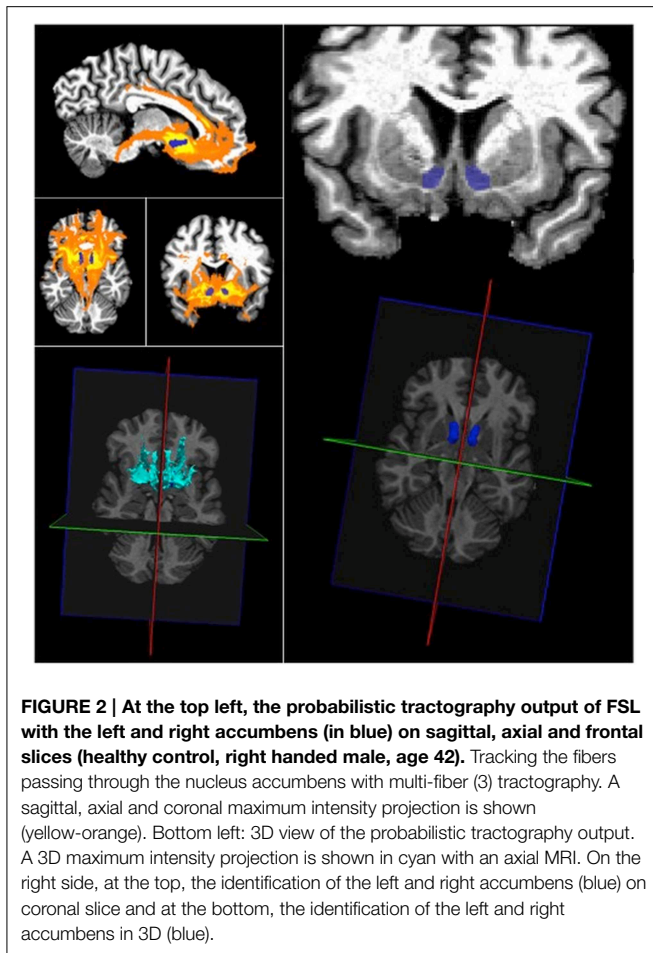 FIGURE 2 | At the top left, the probabilistic tractography output of FSL
with the left and right accumbens (in blue) on sagittal, axial and frontal
slices (healthy control, right handed male, age 42). Tracking the fibers
passing through the nucleus accumbens with multi-fiber (3) tractography. A
sagittal, axial and coronal maximum intensity projection is shown
(yellow-orange). Bottom left: 3D view of the probabilistic tractography output.
A 3D maximum intensity projection is shown in cyan with an axial MRI. On the
right side, at the top, the identification of the left and right accumbens (blue) on
coronal slice and at the bottom, the identification of the left and right
accumbens in 3D (blue).